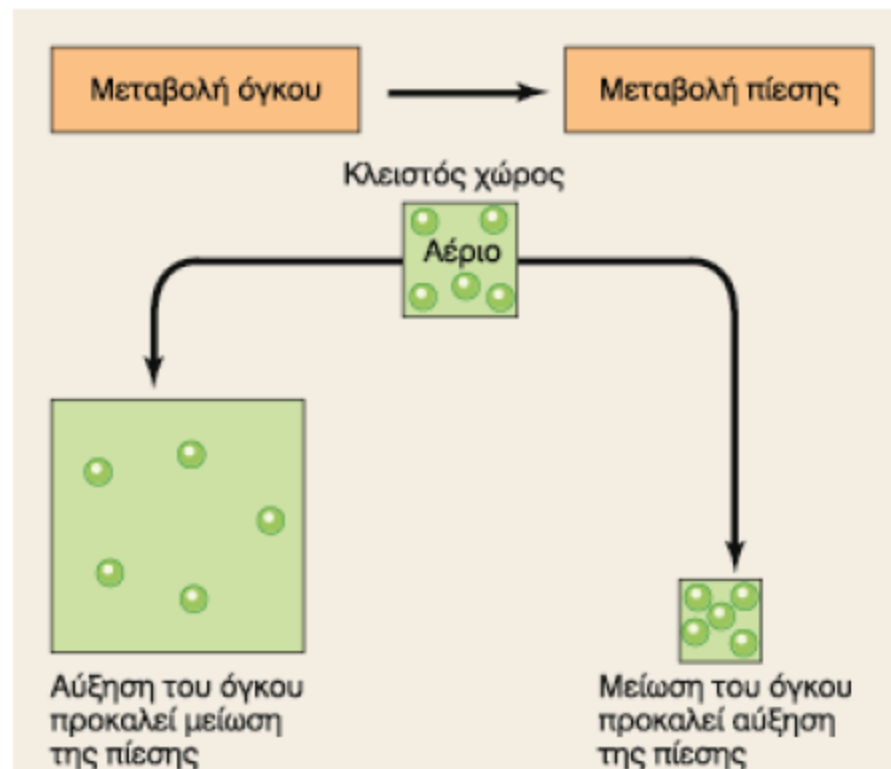 Μεταβολή όγκου
Μεταβολή πίεσης
Κλειστός χώρος
Αέριο
Αύξηση του όγκου
προκαλεί μείωση
της πίεσης
Μείωση του όγκου
προκαλεί αύξηση
της πίεσης